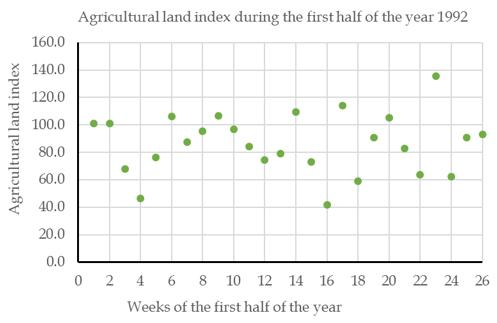 Agricultural land index during the first half of the year 1992
160.0
140.0
120.0
100.0
80.0
60.0
40.0
20.0
0.0
Agricultural land index
0 2 4 6 8 10 12 14 16 18 20 22 24 26
Weeks of the first half of the year